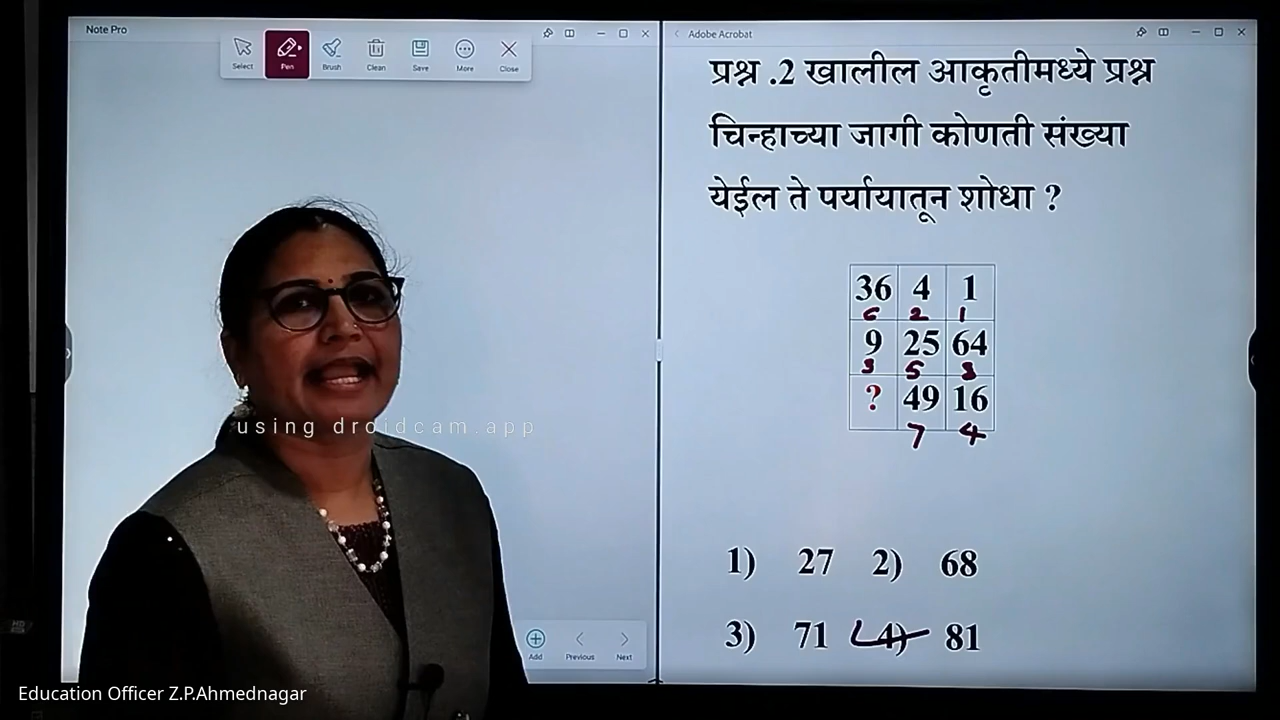 Note Pro
Select Pen Brush Clean Save More Close
Adobe Acrobat
प्रश्न .2 खालील आकृतीमध्ये प्रश्न
चिन्हाच्या जागी कोणती संख्या
येईल ते पर्यायातून शोधा ?
36 4 1
6 2 1
9 25 64
3 5 8
? 49 16
7 4
using droidcam.app
1) 27 2) 68
3) 71 4) 81
Add Previous Next
Education Officer Z.P.Ahmednagar